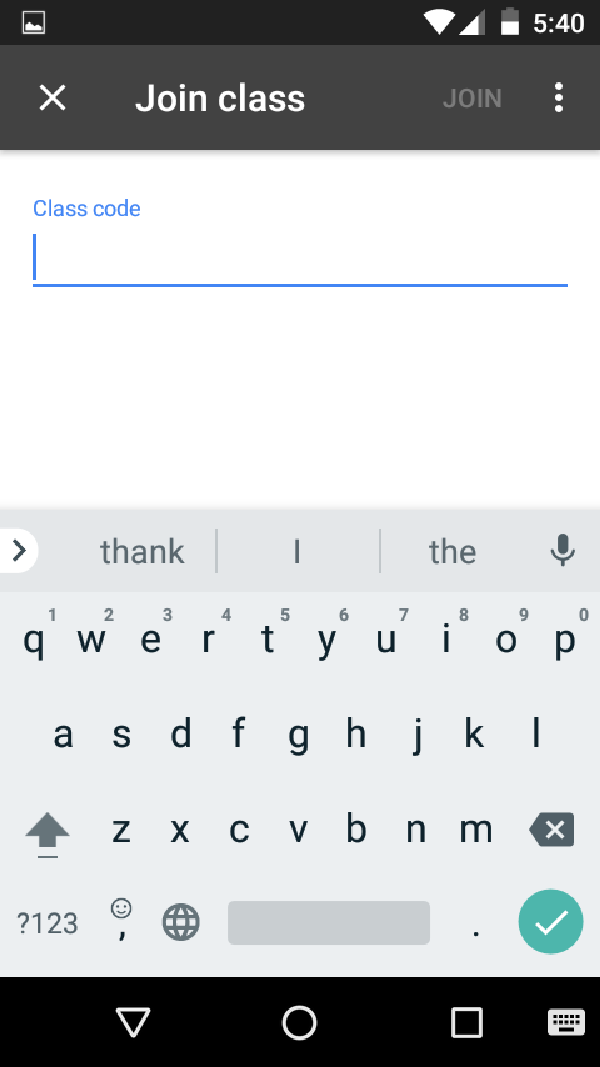 5:40
Join class JOIN
Class code
thank I the
1 2 3 4 5 6 7 8 9 0
q w e r t y u i o p
a s d f g h j k l
z x c v b n m
?123 , .